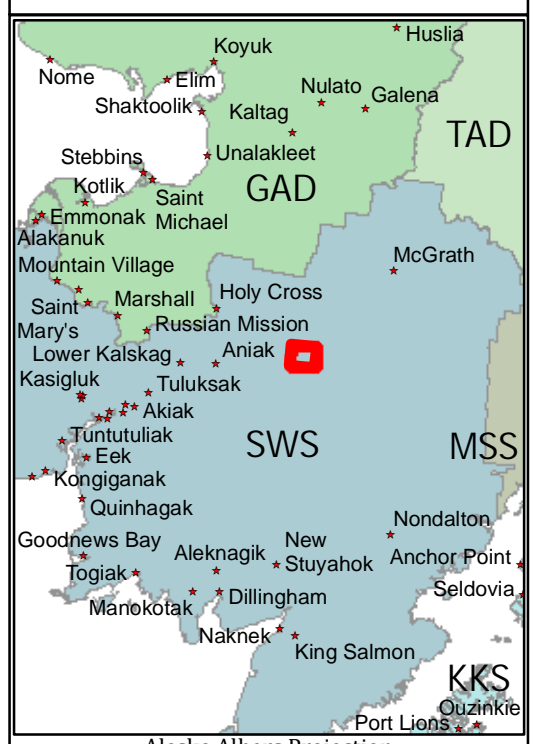 Huslia
Koyuk
Nome
Elim
Nulato
Galena
Shaktoolik
Kaltag
TAD
Stebbins
Unalakleet
Kotlik
Saint
Michael
GAD
Emmonak
Alakanuk
McGrath
Mountain Village
Holy Cross
Saint
Mary's
Marshall
Russian Mission
Lower Kalskag
Aniak
Kasigluk
Tuluksak
Akiak
Tuntutuliak
SWS
MSS
Eek
Kongiganak
Quinhagak
Nondalton
Goodnews Bay
Aleknagik
New
Stuyahok
Anchor Point
Togiak
Seldovia
Manokotak
Dillingham
Naknek
King Salmon
KKS
Ouzinkie
Port Lions
Alaska Albers Projection